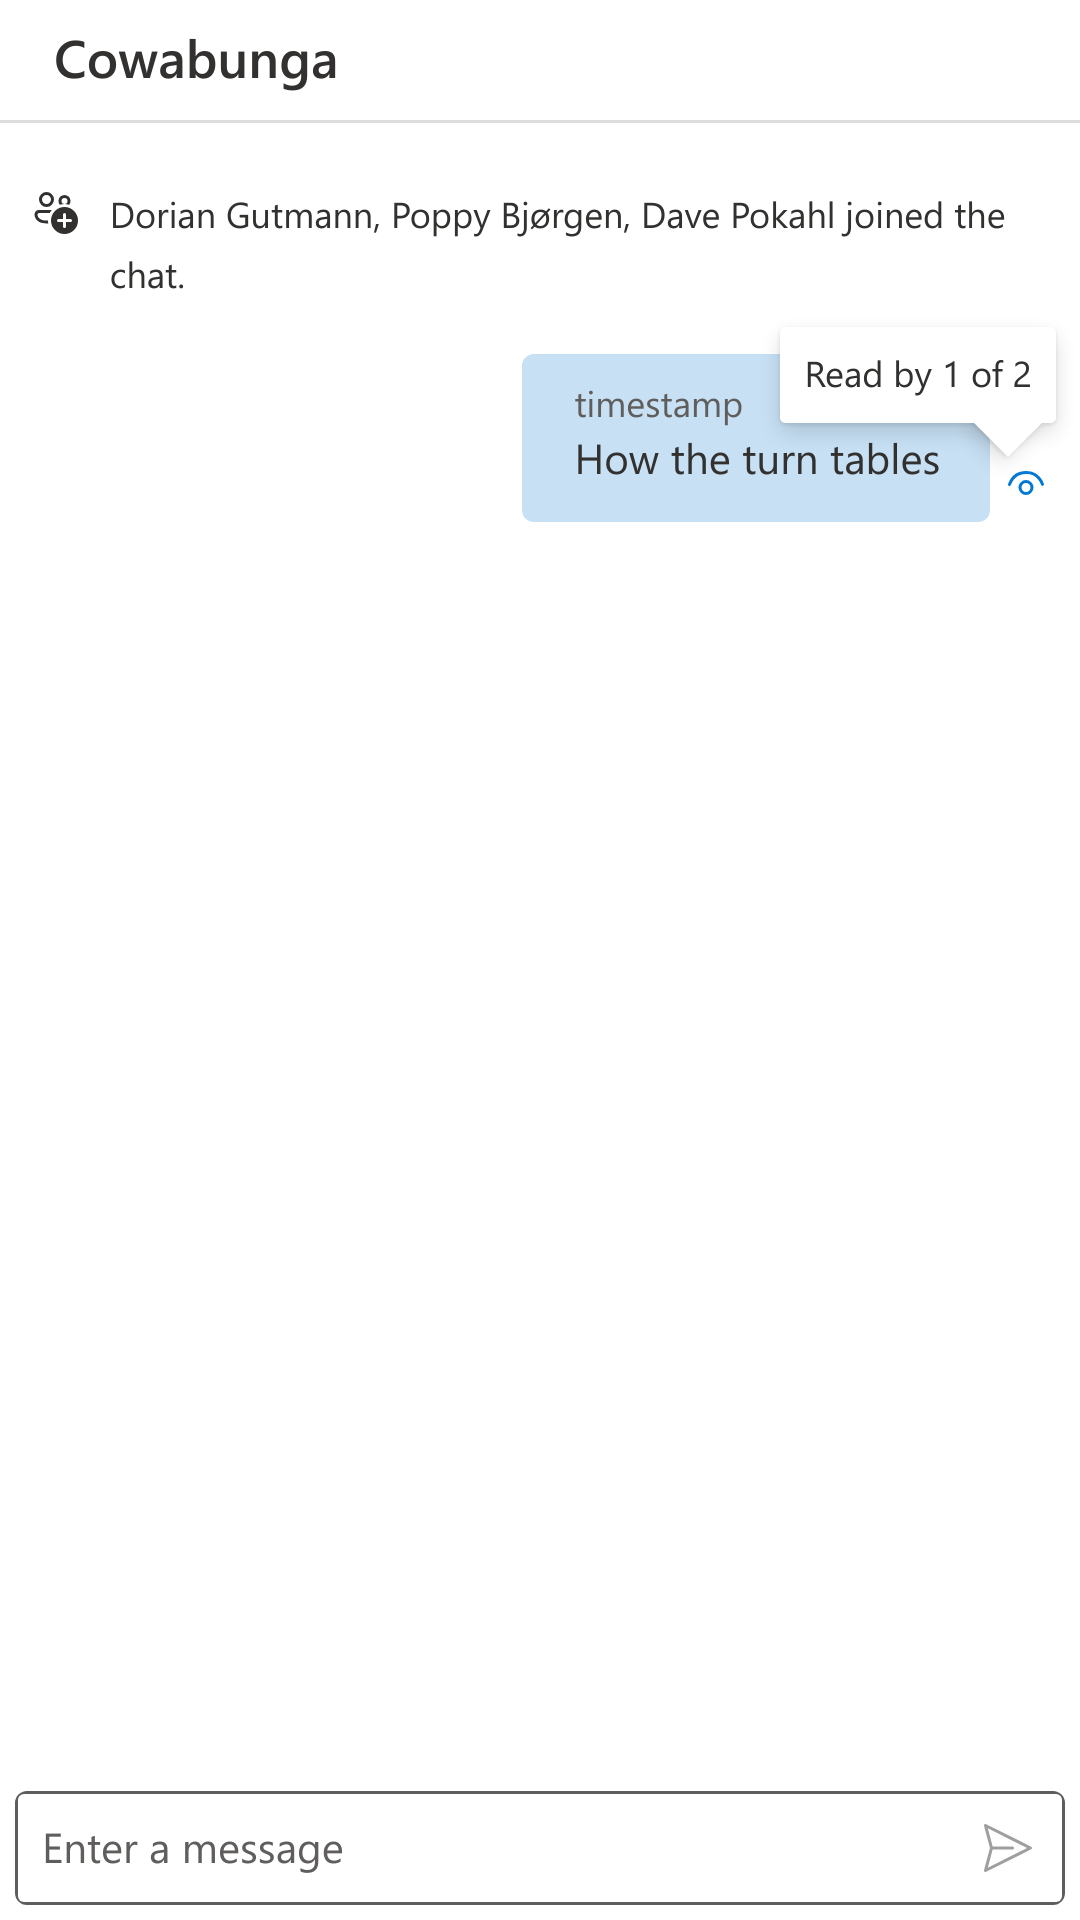 Cowabunga
Dorian Gutmann, Poppy Bjørgen, Dave Pokahl joined the
chat.
Read by 1 of 2
timestamp
How the turn tables
Enter a message